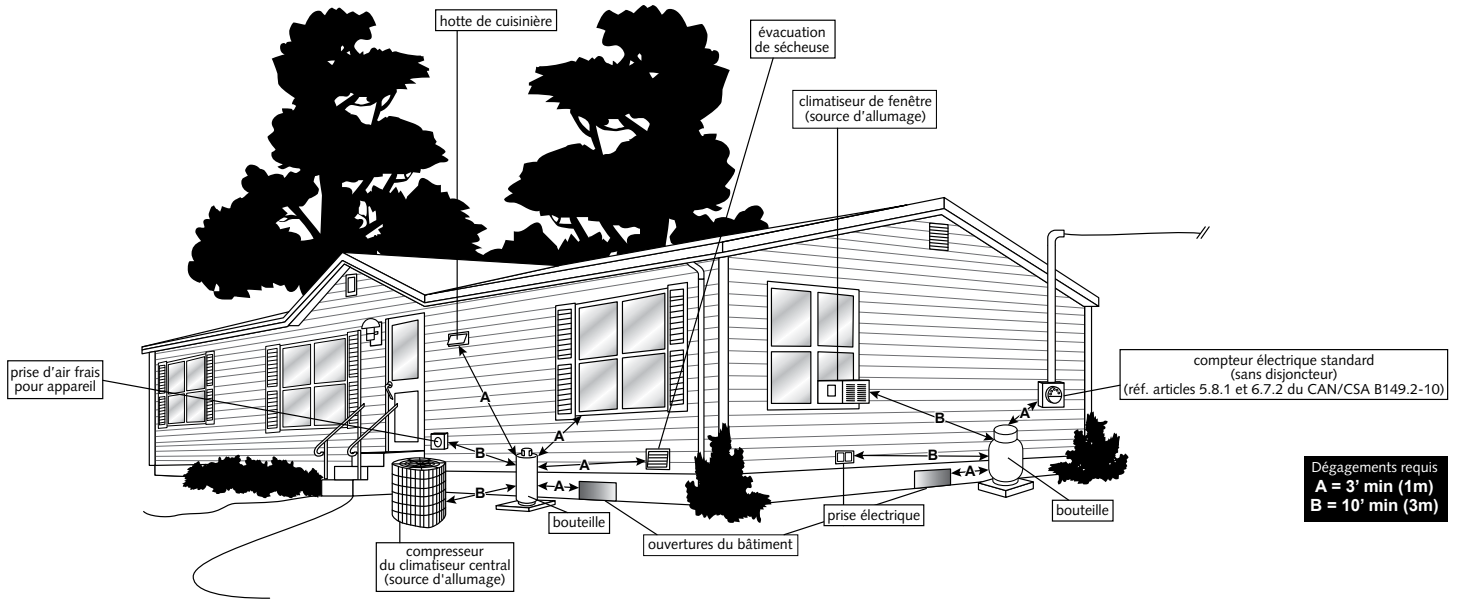 hotte de cuisinière
évacuation
de sécheuse
climatiseur de fenêtre
(source d'allumage)
prise d'air frais
pour appareil
compteur électrique standard
(sans disjoncteur)
(réf. articles 5.8.1 et 6.7.2 du CAN/CSA B149.2-10)
A
A
A
A
B
B
B
B
A
A
compresseur
du climatiseur central
(source d'allumage)
bouteille
ouvertures du bâtiment
prise électrique
bouteille
Dégagements requis
A = 3' min (1m)
B = 10' min (3m)